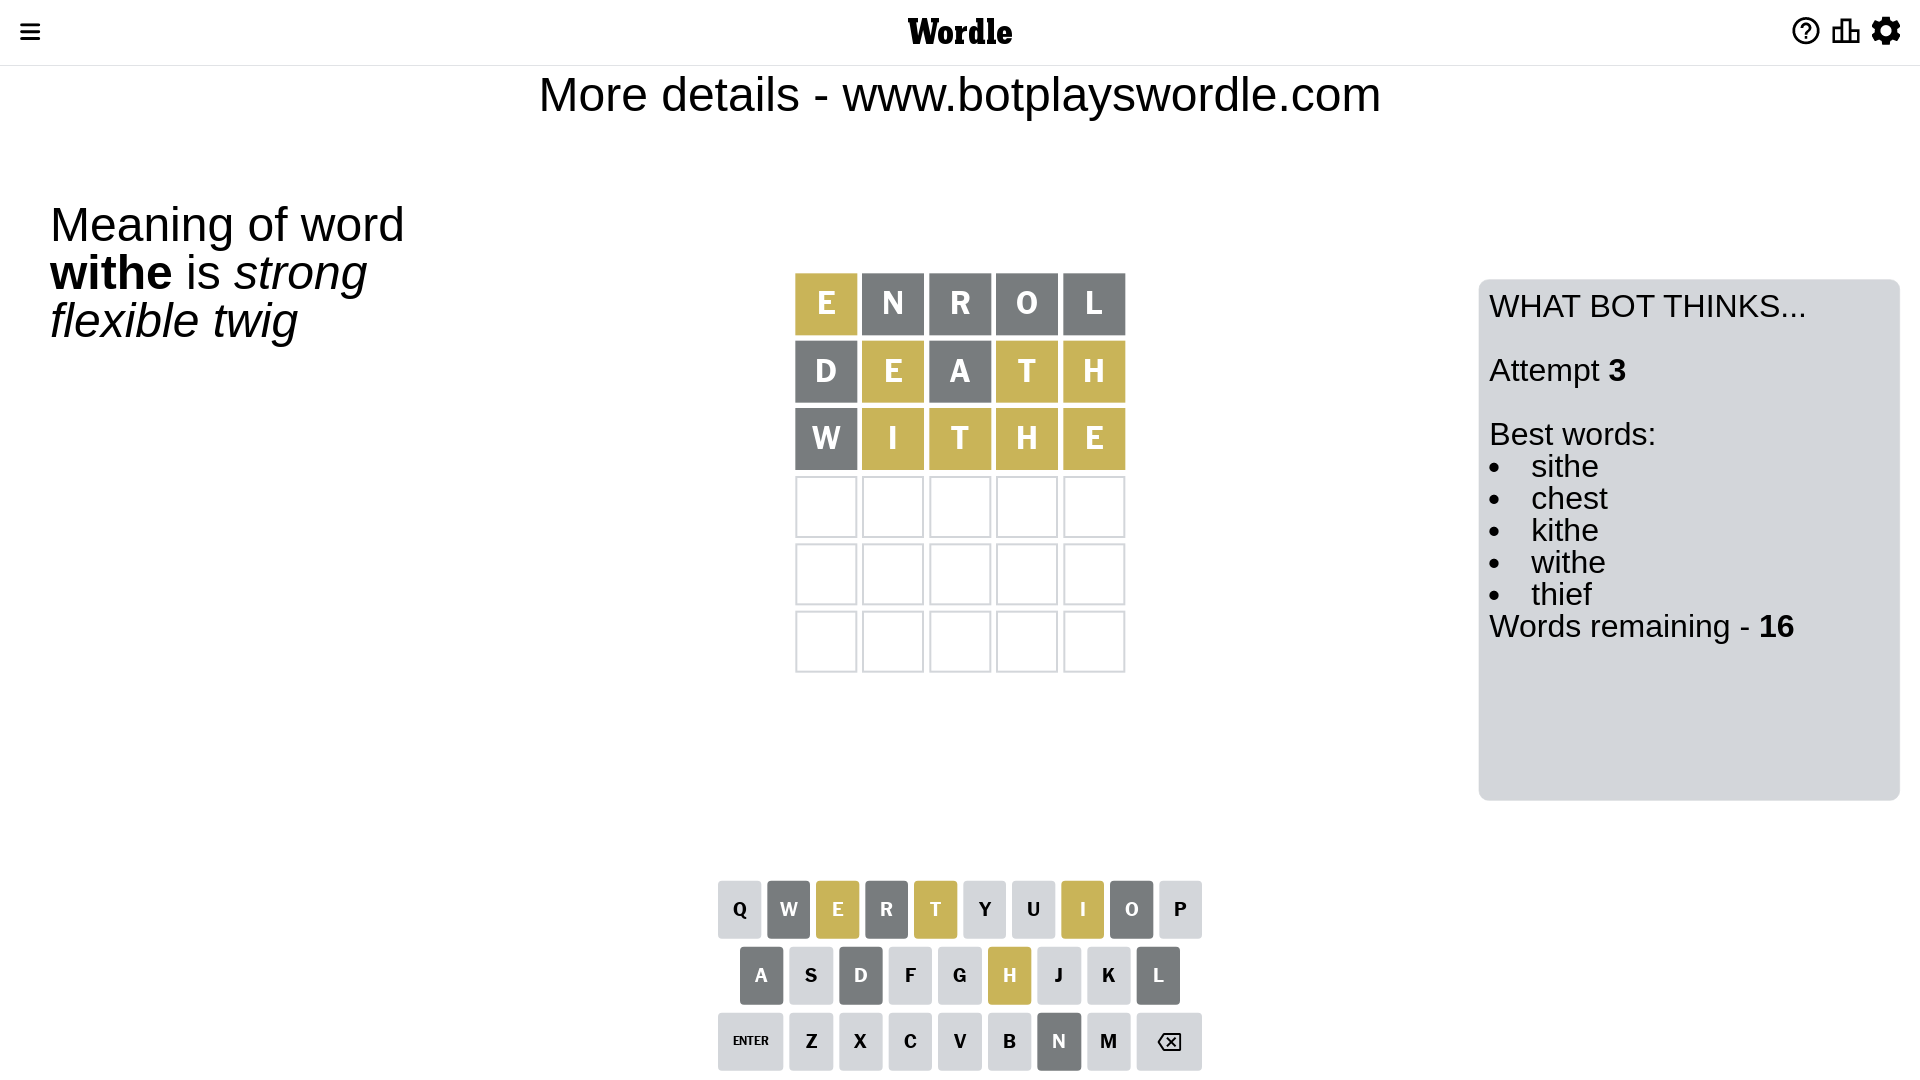 Wordle
More details - www.botplayswordle.com
Meaning of word
withe is strong
flexible twig
E N R O L
D E A T H
W I T H E
WHAT BOT THINKS...
Attempt 3
Best words:
• sithe
• chest
• kithe
• withe
• thief
Words remaining - 16
Q W E R T Y U I O P
A S D F G H J K L
ENTER Z X C V B N M